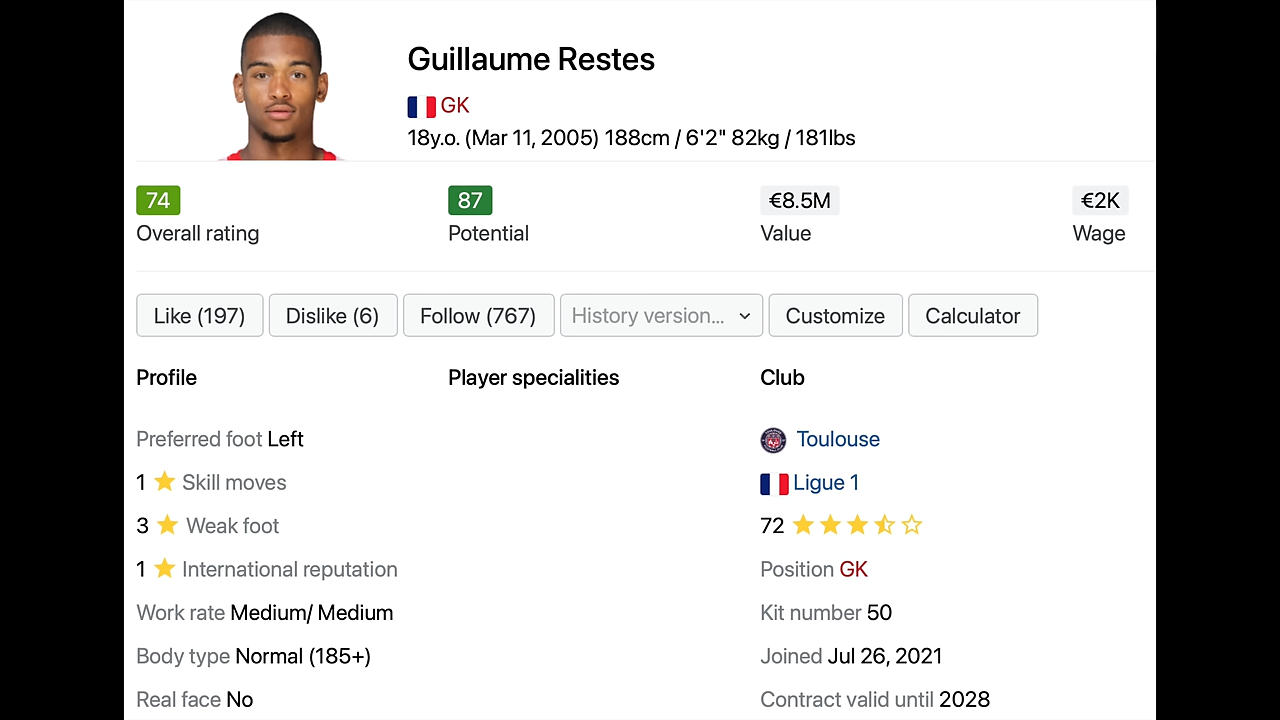 Guillaume Restes
GK
18y.o. (Mar 11, 2005) 188cm / 6'2" 82kg / 181lbs
74 87 €8.5M €2K
Overall rating Potential Value Wage
Like (197) Dislike (6) Follow (767) History version... Customize Calculator
Profile Player specialities Club
Preferred foot Left Toulouse
1 Skill moves Ligue 1
3 Weak foot 72
1 International reputation Position GK
Work rate Medium/ Medium Kit number 50
Body type Normal (185+) Joined Jul 26, 2021
Real face No Contract valid until 2028